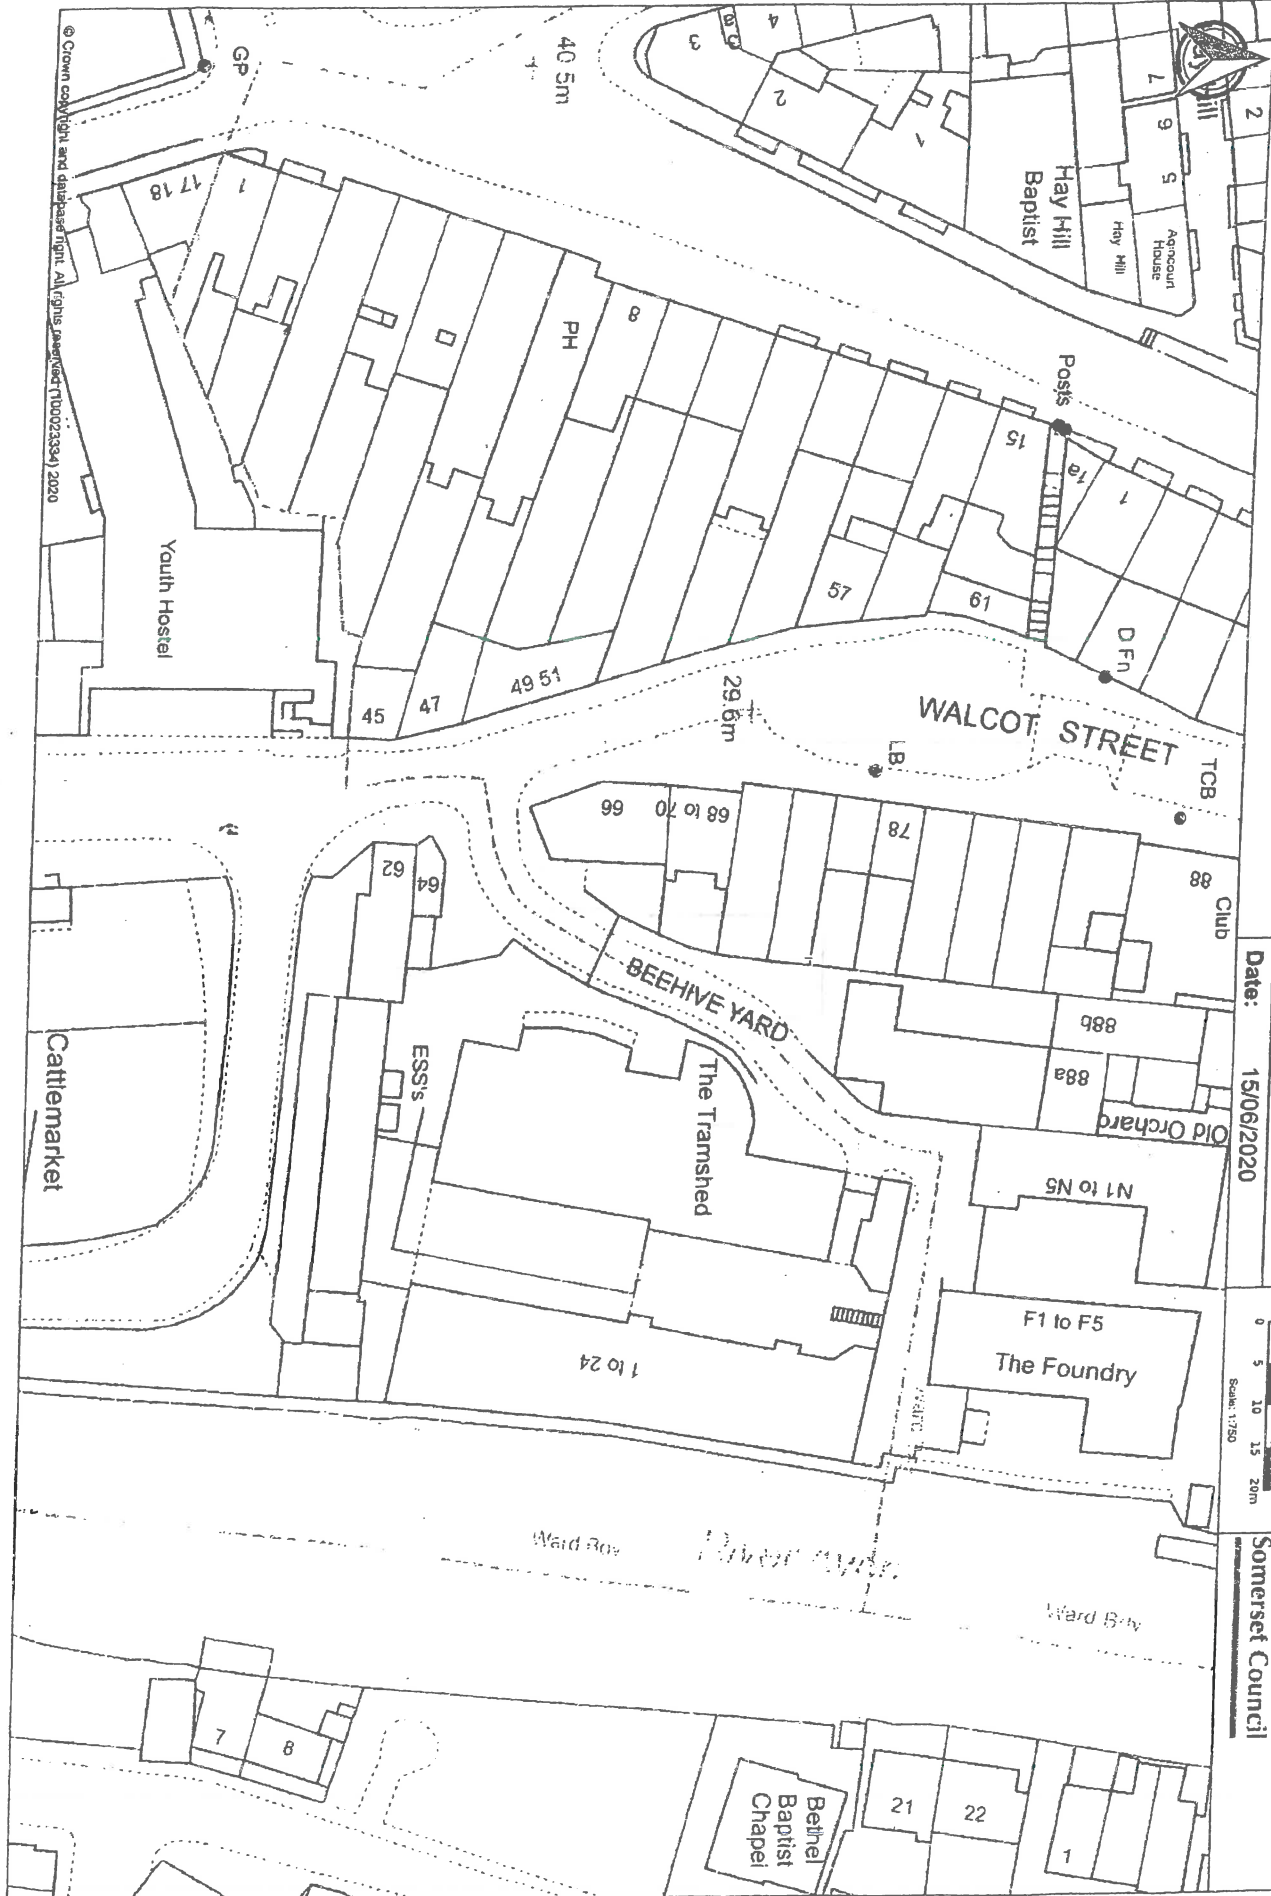 Date: 15/06/2020
0 5 10 15 20m
Scale: 1:750
Somerset Council
© Crown copyright and database right. All rights reserved (100023334) 2020
GP
40.5m
3
4
2
1
Hay Hill
Baptist
7
6
5
2
Hay Hill
Agincourt
House
17 18
1
PH
8
15
Posts
1a
1
Youth Hostel
45
47
49 51
57
61
D Fn
29.6m
WALCOT STREET
LB
TCB
66
68 to 70
78
88
Club
62
64
BEEHIVE YARD
88b
88a
Old Orchard
ESS's
The Tramshed
N1 to N5
Cattlemarket
1 to 24
F1 to F5
The Foundry
Ward Bdy
River Avon
Ward Bdy
7
8
Bethel
Baptist
Chapel
21
22
1